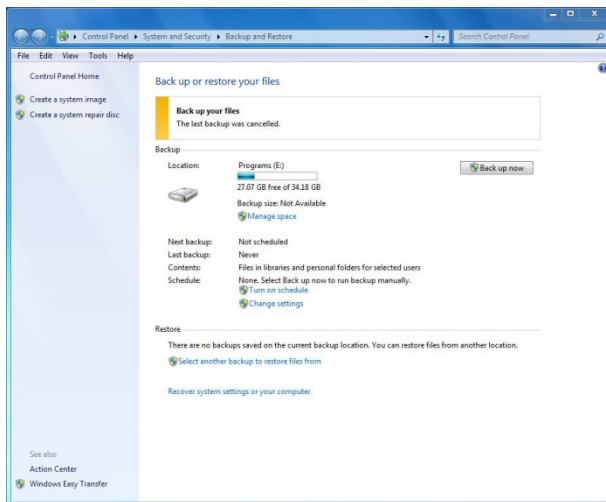 Control Panel ▸ System and Security ▸ Backup and Restore
Search Control Panel
File Edit View Tools Help
Control Panel Home
Create a system image
Create a system repair disc
Back up or restore your files
Back up your files
The last backup was cancelled.
Backup
Location: Programs (E:)
Back up now
27.07 GB free of 34.18 GB
Backup size: Not Available
Manage space
Next backup: Not scheduled
Last backup: Never
Contents: Files in libraries and personal folders for selected users
Schedule: None. Select Back up now to run backup manually.
Turn on schedule
Change settings
Restore
There are no backups saved on the current backup location. You can restore files from another location.
Select another backup to restore files from
Recover system settings or your computer
See also
Action Center
Windows Easy Transfer